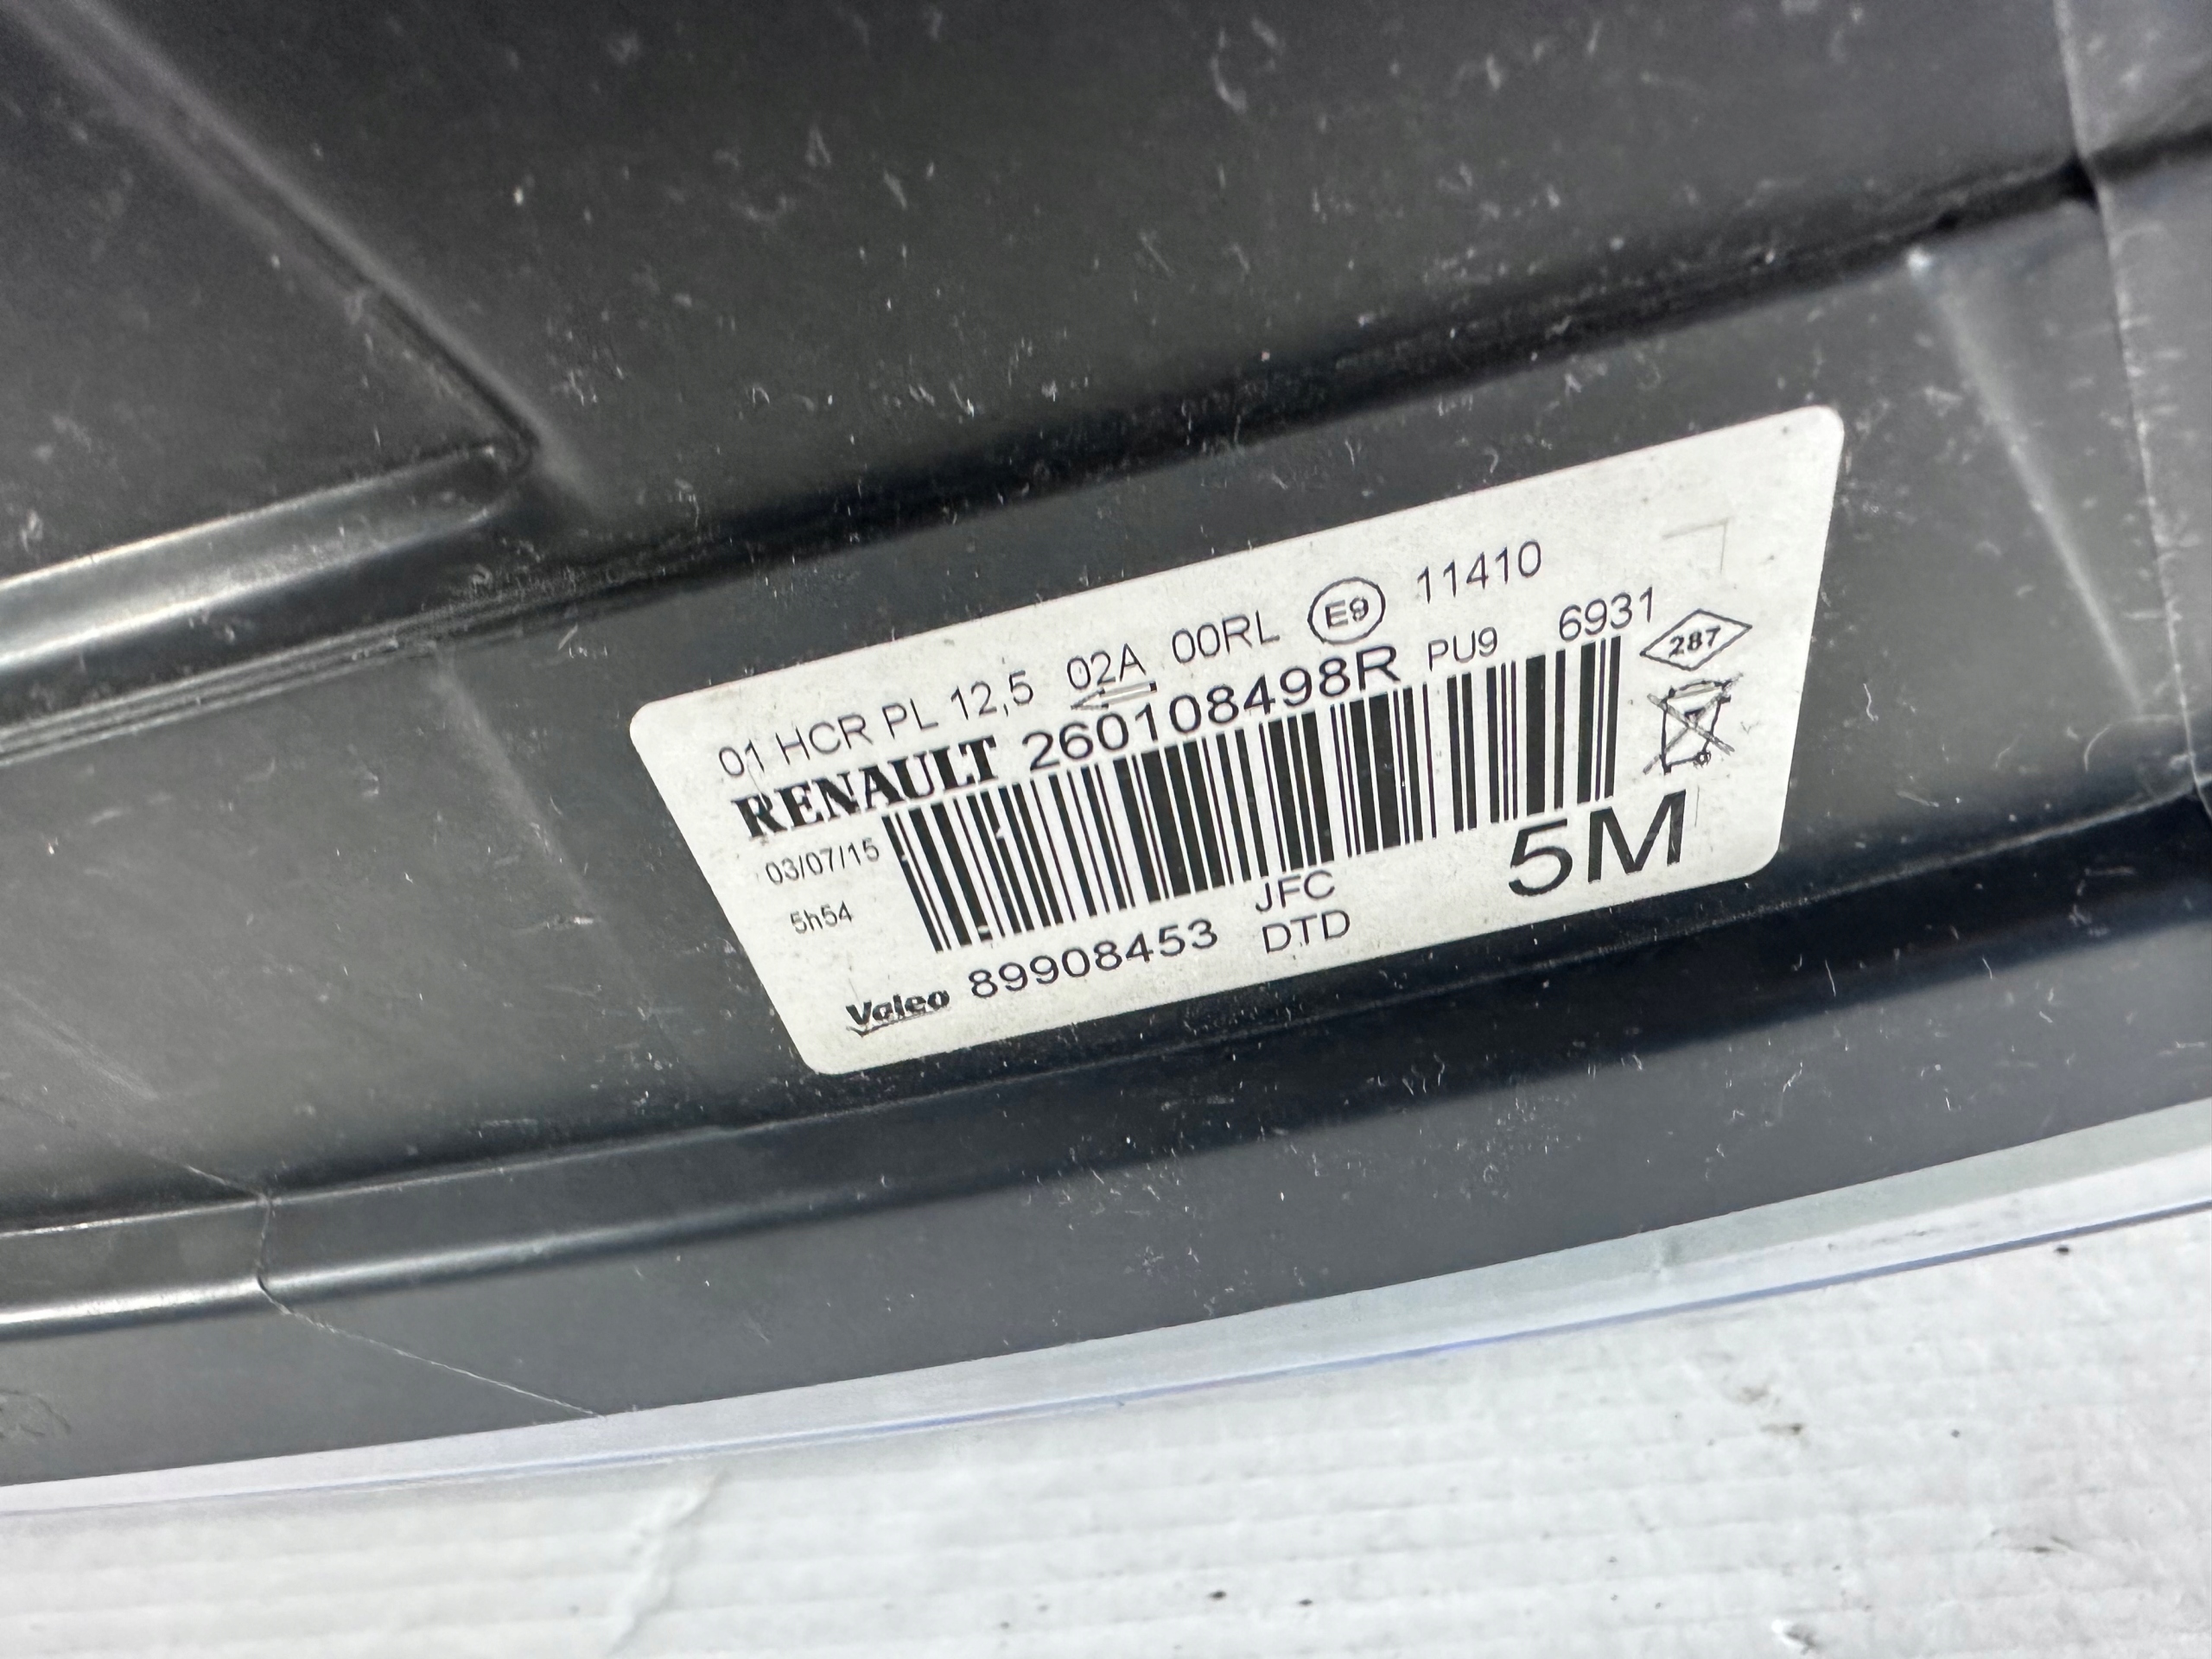 01 HCR PL 12,5 02A 00RL E9 11410
RENAULT 260108498R PU9 6931
287
03/07/15
5h54
5M
JFC
DTD
Valeo 89908453